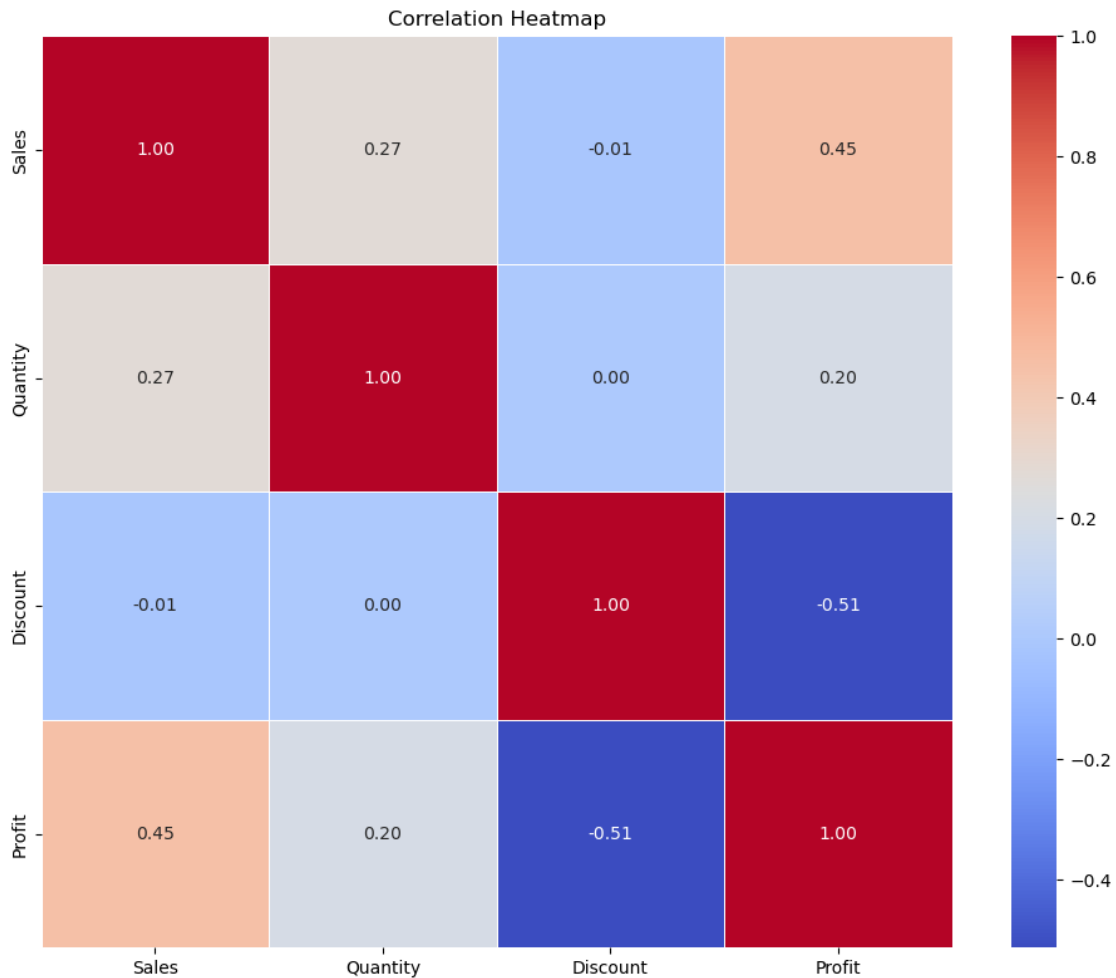 Correlation Heatmap
Sales
1.00 0.27 -0.01 0.45
Quantity
0.27 1.00 0.00 0.20
Discount
-0.01 0.00 1.00 -0.51
Profit
0.45 0.20 -0.51 1.00
Sales Quantity Discount Profit
1.0
0.8
0.6
0.4
0.2
0.0
−0.2
−0.4